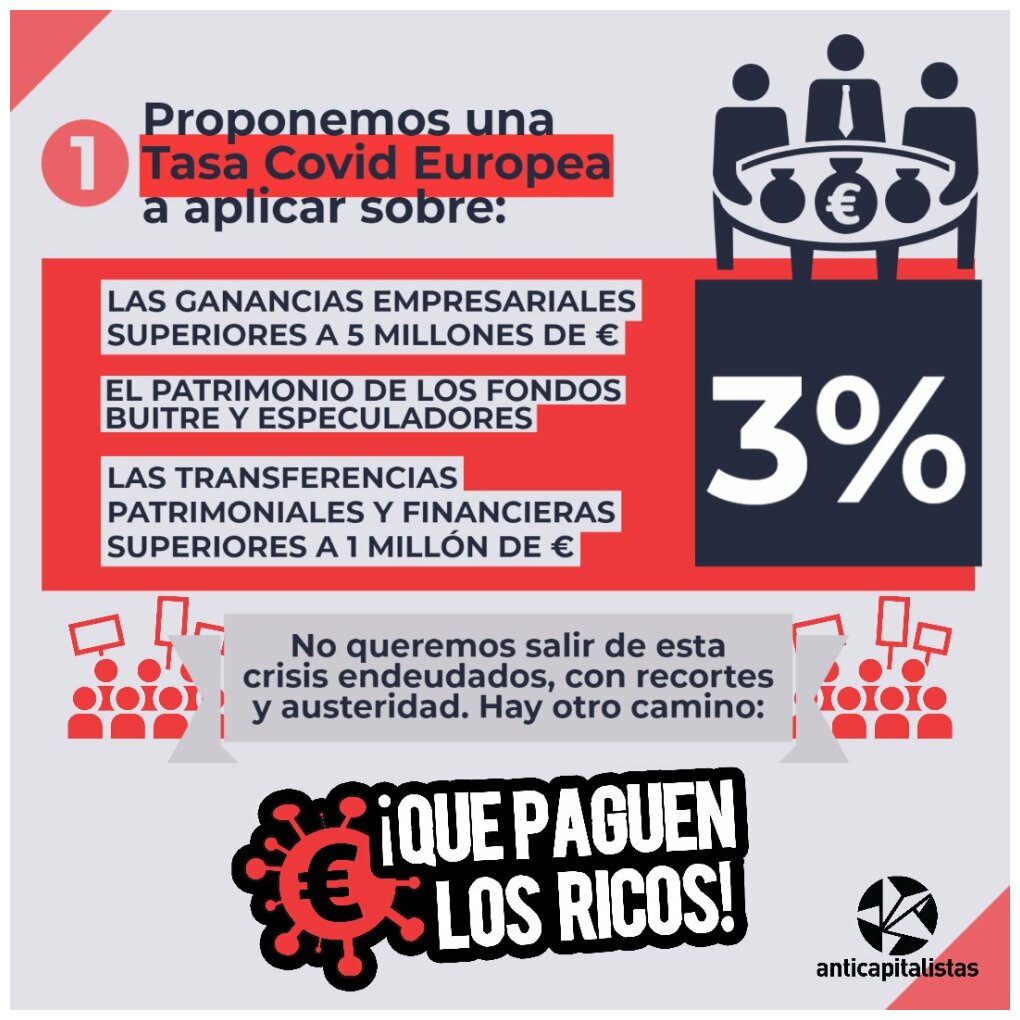 1
Proponemos una
Tasa Covid Europea
a aplicar sobre:
€
LAS GANANCIAS EMPRESARIALES
SUPERIORES A 5 MILLONES DE €
EL PATRIMONIO DE LOS FONDOS
BUITRE Y ESPECULADORES
LAS TRANSFERENCIAS
PATRIMONIALES Y FINANCIERAS
SUPERIORES A 1 MILLÓN DE €
3%
No queremos salir de esta
crisis endeudados, con recortes
y austeridad. Hay otro camino:
€
¡QUE PAGUEN
LOS RICOS!
anticapitalistas